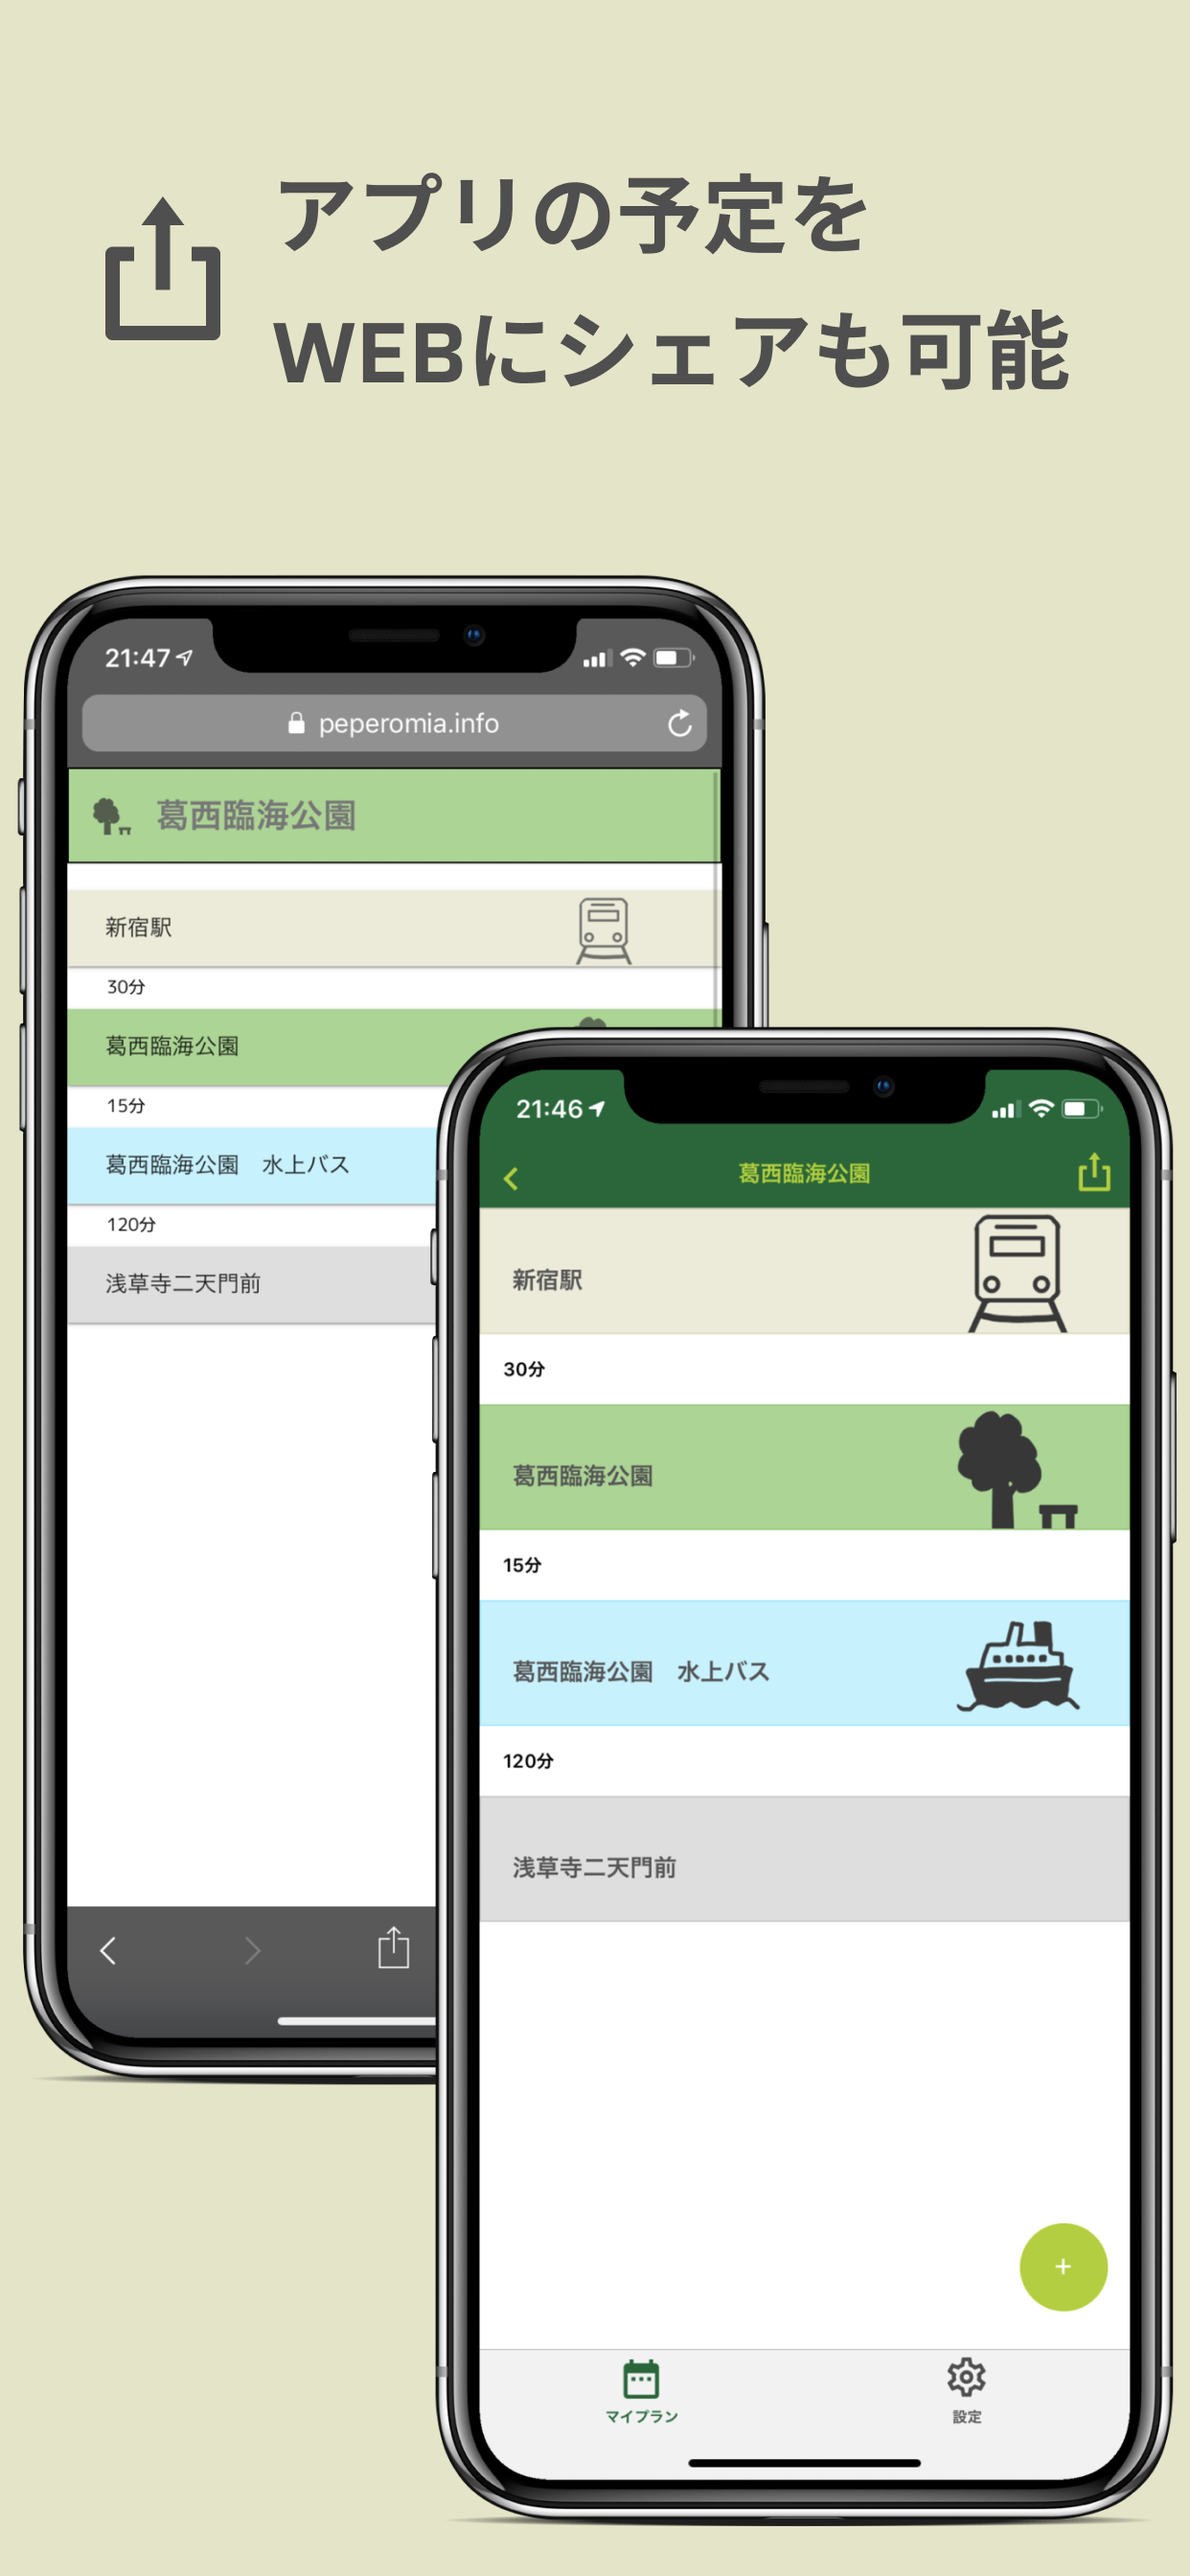 アプリの予定を
WEBにシェアも可能
21:47
peperomia.info
葛西臨海公園
新宿駅
30分
葛西臨海公園
15分
葛西臨海公園　水上バス
120分
浅草寺二天門前
21:46
葛西臨海公園
新宿駅
30分
葛西臨海公園
15分
葛西臨海公園　水上バス
120分
浅草寺二天門前
+
マイプラン
設定